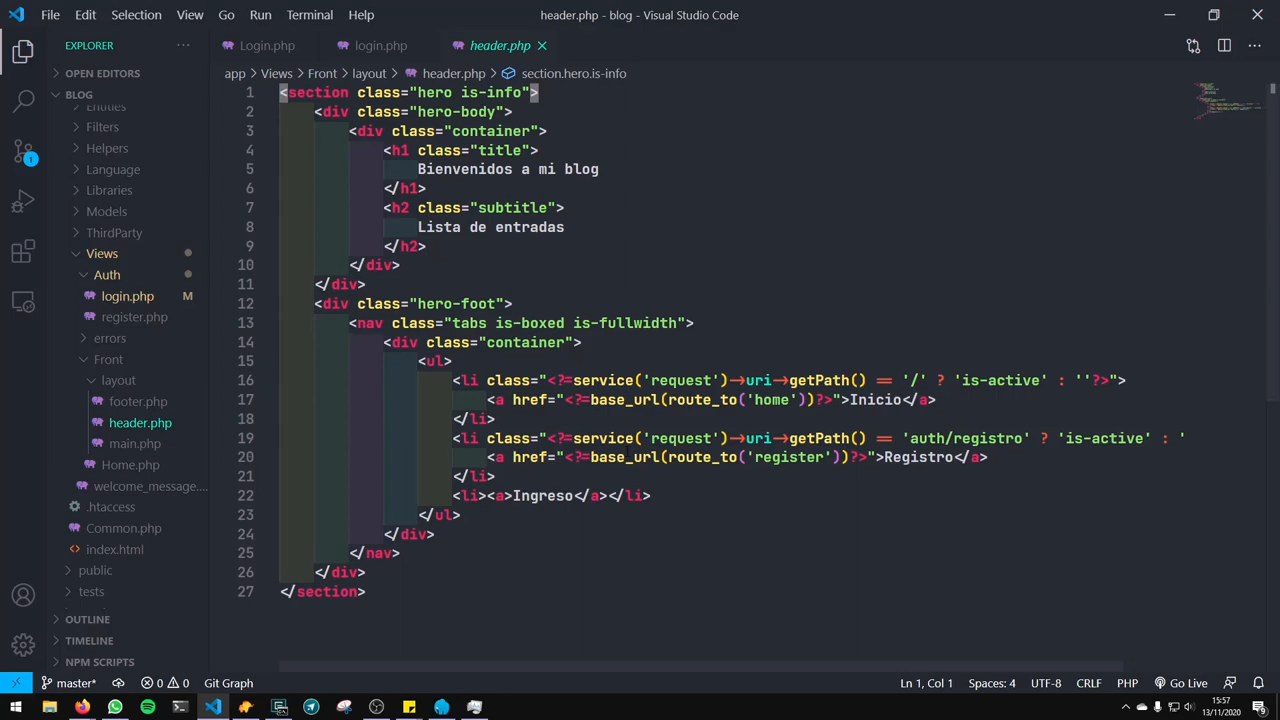 File Edit Selection View Go Run Terminal Help header.php - blog - Visual Studio Code
EXPLORER ... Login.php login.php header.php
OPEN EDITORS app > Views > Front > layout > header.php > section.hero.is-info
BLOG
Entities
Filters
Helpers
Language
Libraries
Models
ThirdParty
Views
Auth
login.php M
register.php
errors
Front
layout
footer.php
header.php
main.php
Home.php
welcome_message....
.htaccess
Common.php
index.html
public
tests
OUTLINE
TIMELINE
NPM SCRIPTS
1
1 <section class="hero is-info">
2 <div class="hero-body">
3 <div class="container">
4 <h1 class="title">
5 Bienvenidos a mi blog
6 </h1>
7 <h2 class="subtitle">
8 Lista de entradas
9 </h2>
10 </div>
11 </div>
12 <div class="hero-foot">
13 <nav class="tabs is-boxed is-fullwidth">
14 <div class="container">
15 <ul>
16 <li class="<?=service('request')->uri->getPath() == '/' ? 'is-active' : ''?>">
17 <a href="<?=base_url(route_to('home'))?>">Inicio</a>
18 </li>
19 <li class="<?=service('request')->uri->getPath() == 'auth/registro' ? 'is-active' : '
20 <a href="<?=base_url(route_to('register'))?>">Registro</a>
21 </li>
22 <li><a>Ingreso</a></li>
23 </ul>
24 </div>
25 </nav>
26 </div>
27 </section>
master* 0 0 Git Graph Ln 1, Col 1 Spaces: 4 UTF-8 CRLF PHP Go Live
15:57
13/11/2020